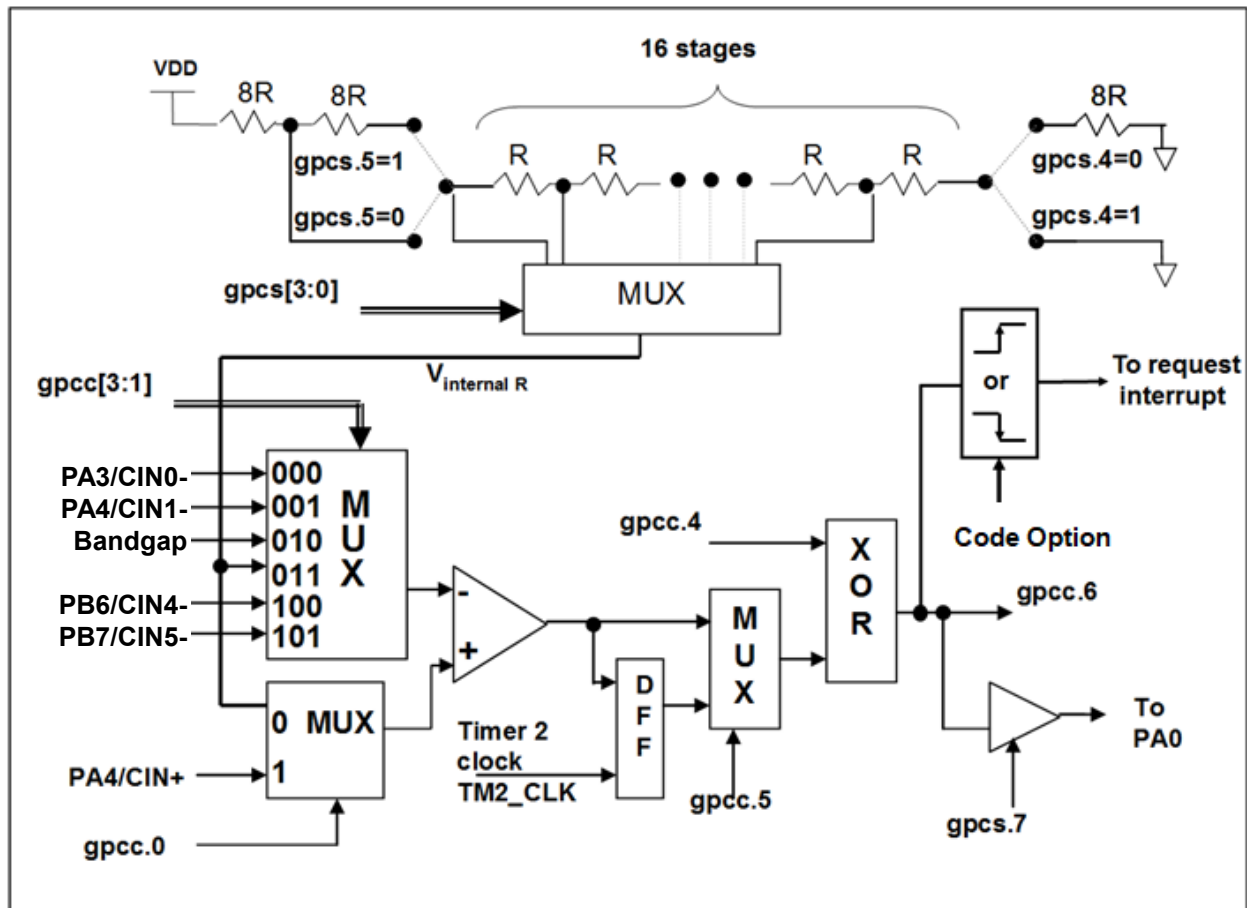 16 stages
VDD
8R
8R
8R
gpcs.5=1
R
R
R
R
gpcs.4=0
gpcs.5=0
gpcs.4=1
gpcs[3:0]
MUX
V internal R
gpcc[3:1]
or
To request
interrupt
PA3/CIN0-
000
PA4/CIN1-
001
Bandgap
010
011
PB6/CIN4-
100
PB7/CIN5-
101
M
U
X
-
+
gpcc.4
Code Option
X
O
R
gpcc.6
M
U
X
D
F
F
0 MUX
1
PA4/CIN+
gpcc.0
Timer 2
clock
TM2_CLK
gpcc.5
To
PA0
gpcs.7